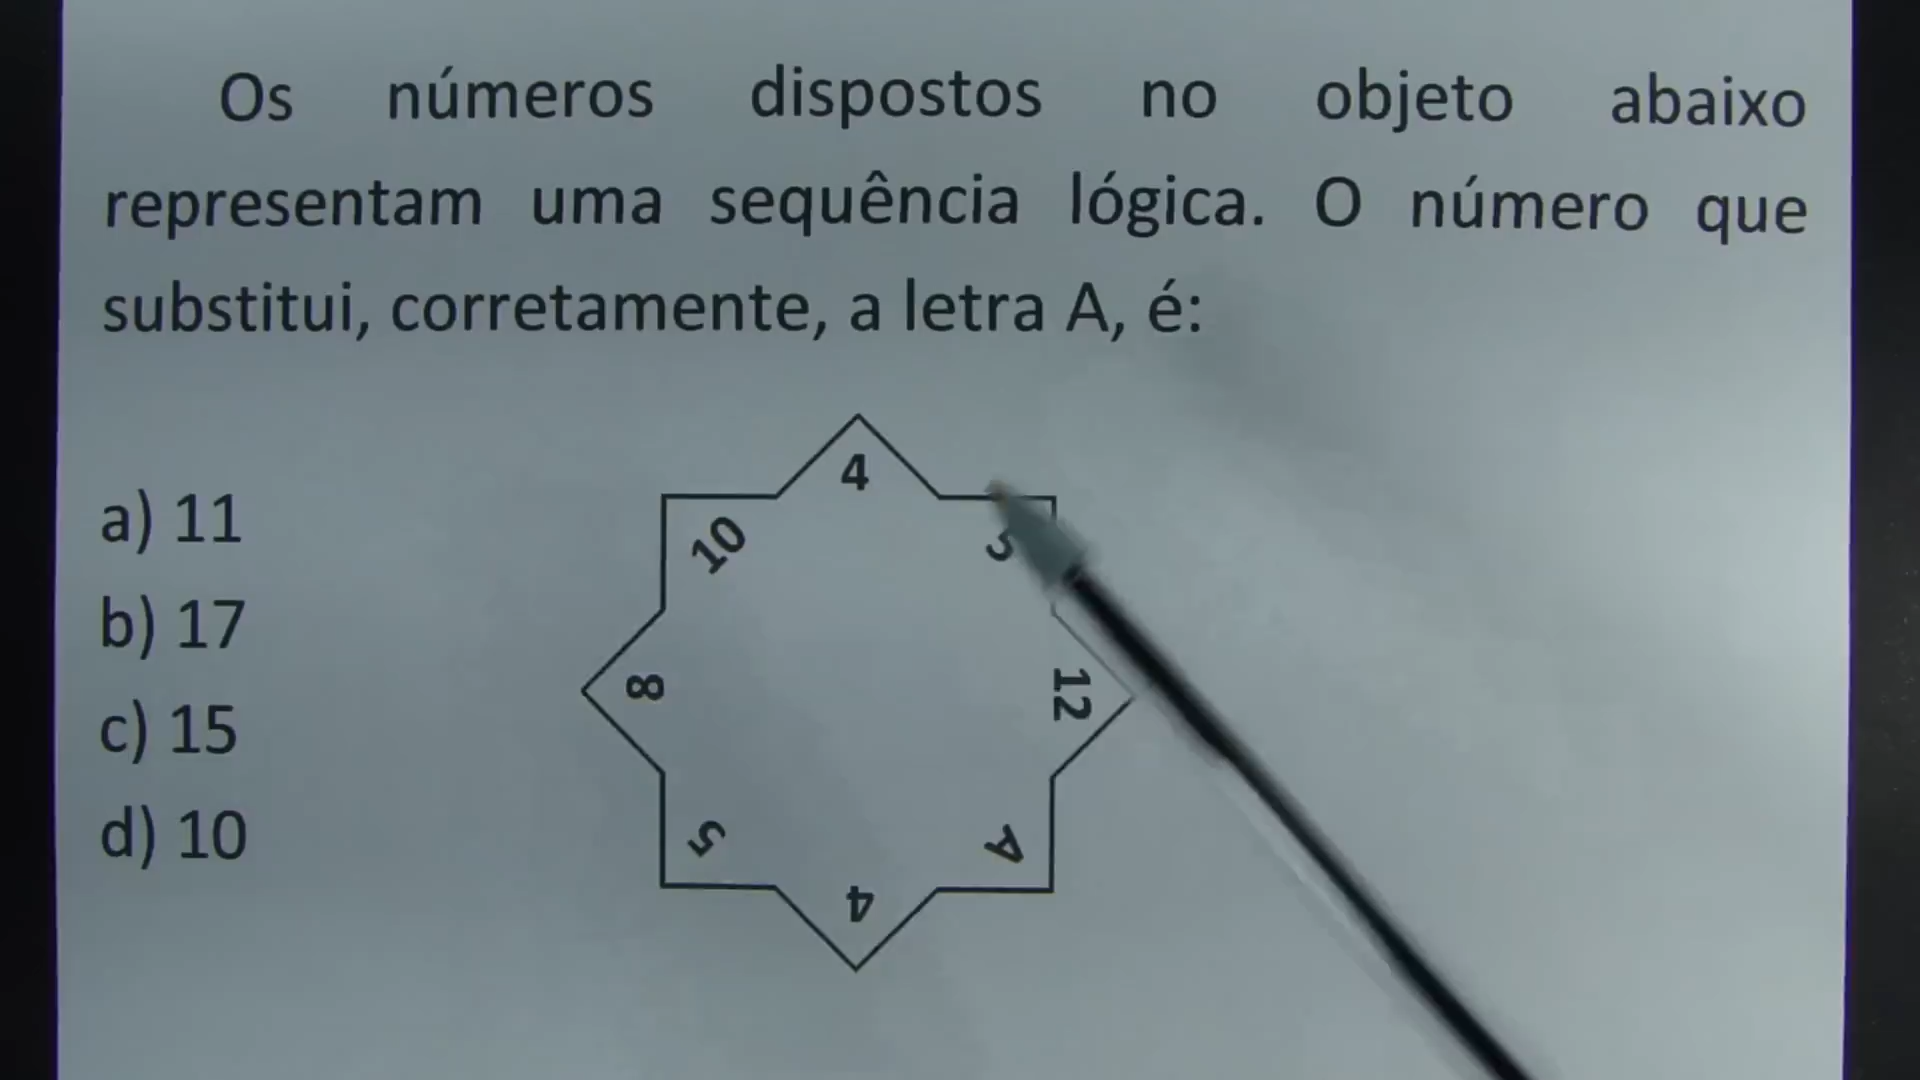 Os números dispostos no objeto abaixo
representam uma sequência lógica. O número que
substitui, corretamente, a letra A, é:
a) 11
b) 17
c) 15
d) 10
4
10
5
8
12
5
A
4